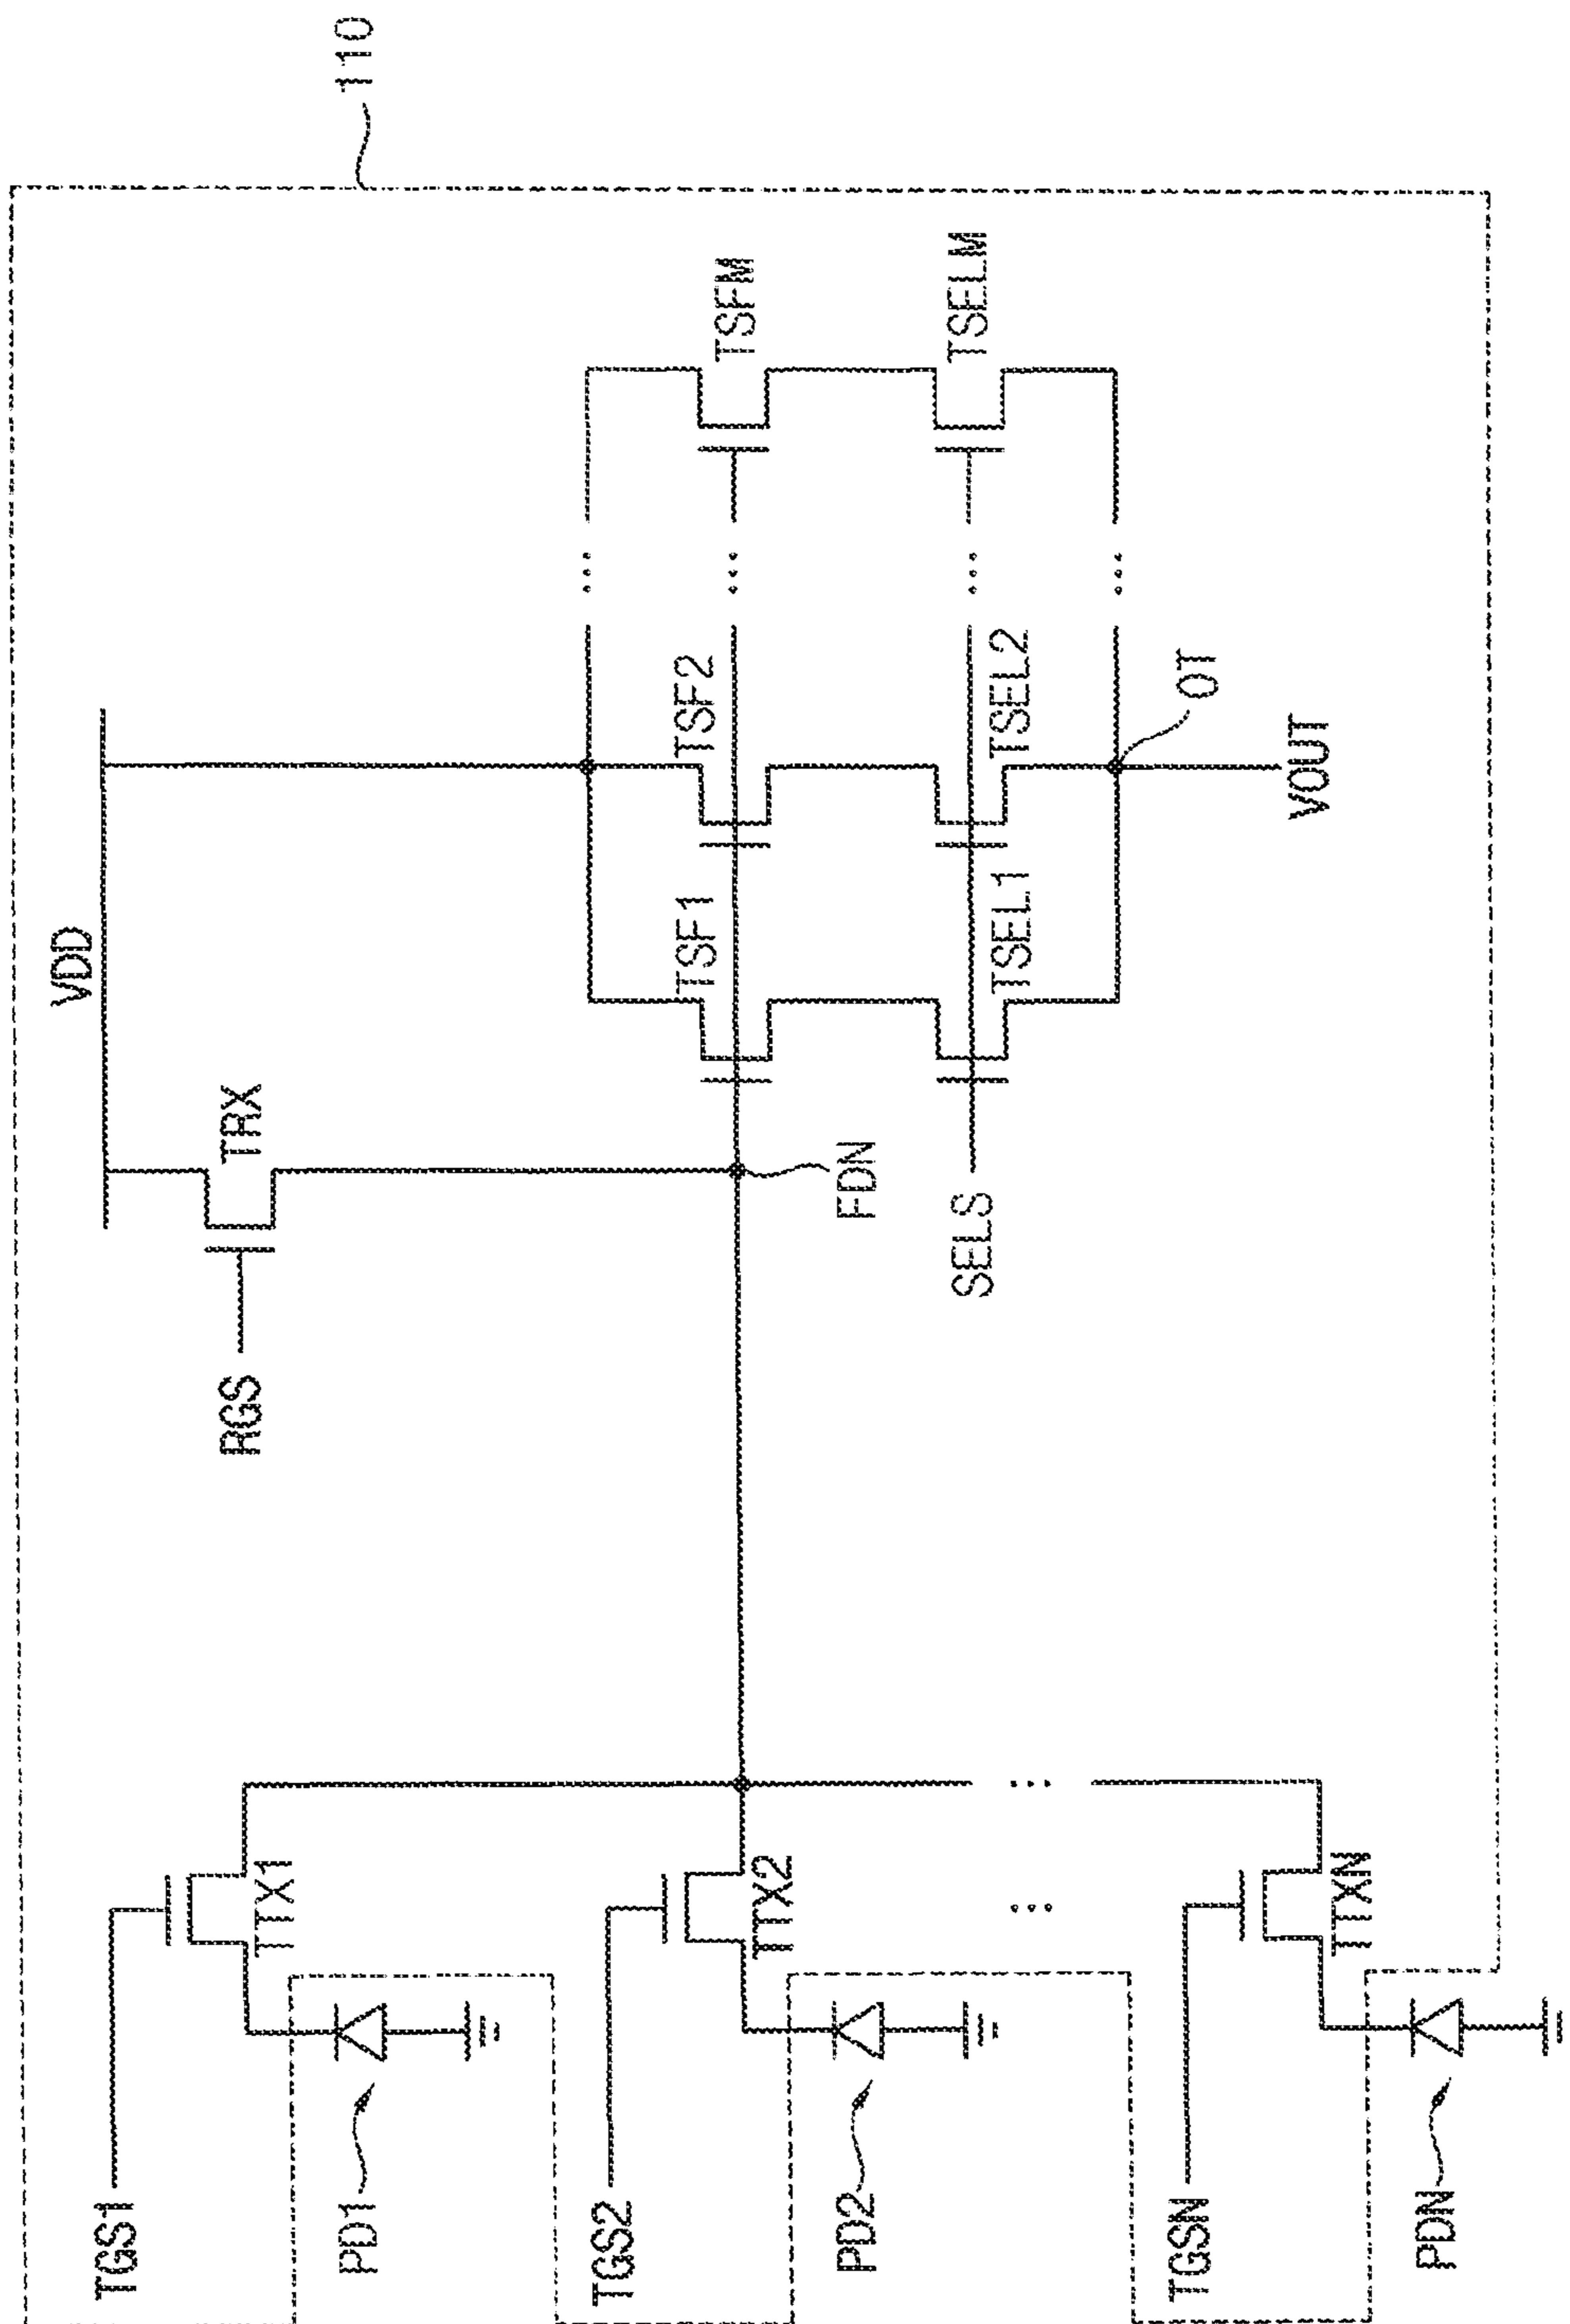 110
VDD
RGS
TRX
TSF1
TSF2
TSFM
...
...
FDN
SELS
TSEL1
TSEL2
TSELM
...
...
OT
VOUT
TGS1
TTX1
PD1
TGS2
TTX2
PD2
...
...
TGSN
TTXN
PDN